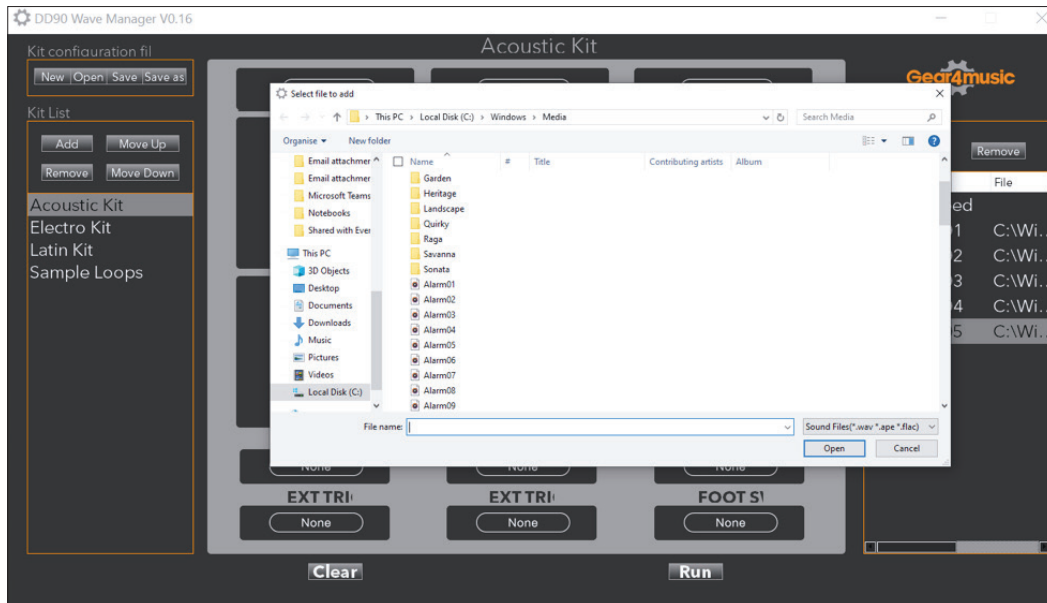 DD90 Wave Manager V0.16
Kit configuration fil
New Open Save Save as
Acoustic Kit
Gear4music
Kit List
Add Move Up
Remove Move Down
Acoustic Kit
Electro Kit
Latin Kit
Sample Loops
Select file to add
This PC > Local Disk (C:) > Windows > Media
Search Media
Organise New folder
Email attachmer
Email attachmer
Microsoft Teams
Notebooks
Shared with Ever
This PC
3D Objects
Desktop
Documents
Downloads
Music
Pictures
Videos
Local Disk (C:)
Name # Title Contributing artists Album
Garden
Heritage
Landscape
Quirky
Raga
Savanna
Sonata
Alarm01
Alarm02
Alarm03
Alarm04
Alarm05
Alarm06
Alarm07
Alarm08
Alarm09
File name:
Sound Files(*.wav *.ape *.flac)
Open Cancel
Remove
File
ed
1 C:\Wi..
2 C:\Wi..
3 C:\Wi..
4 C:\Wi..
5 C:\Wi..
None None None
EXT TRI EXT TRI FOOT S
None None None
Clear Run